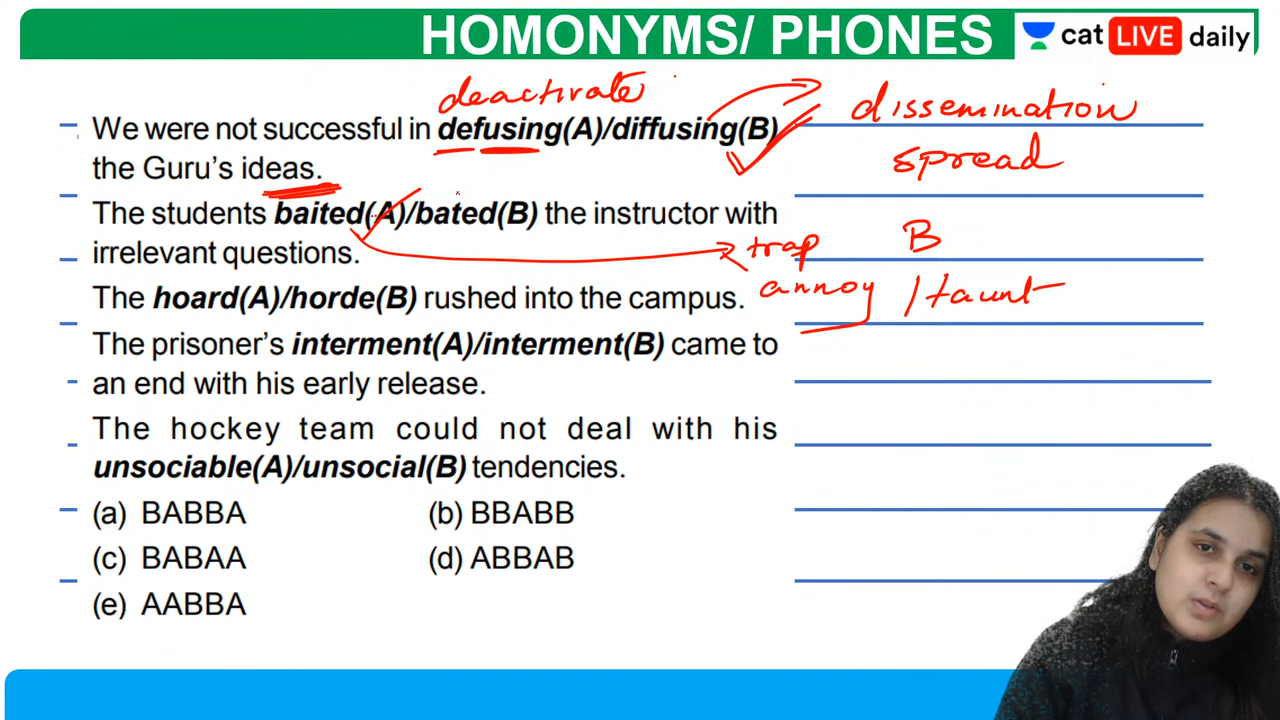 HOMONYMS/ PHONES
cat LIVE daily
deactivate
We were not successful in defusing(A)/diffusing(B)
dissemination
the Guru's ideas.
spread
The students baited(A)/bated(B) the instructor with
irrelevant questions.
trap
B
The hoard(A)/horde(B) rushed into the campus.
annoy / taunt
The prisoner's interment(A)/interment(B) came to
an end with his early release.
The hockey team could not deal with his
unsociable(A)/unsocial(B) tendencies.
(a) BABBA
(b) BBABB
(c) BABAA
(d) ABBAB
(e) AABBA